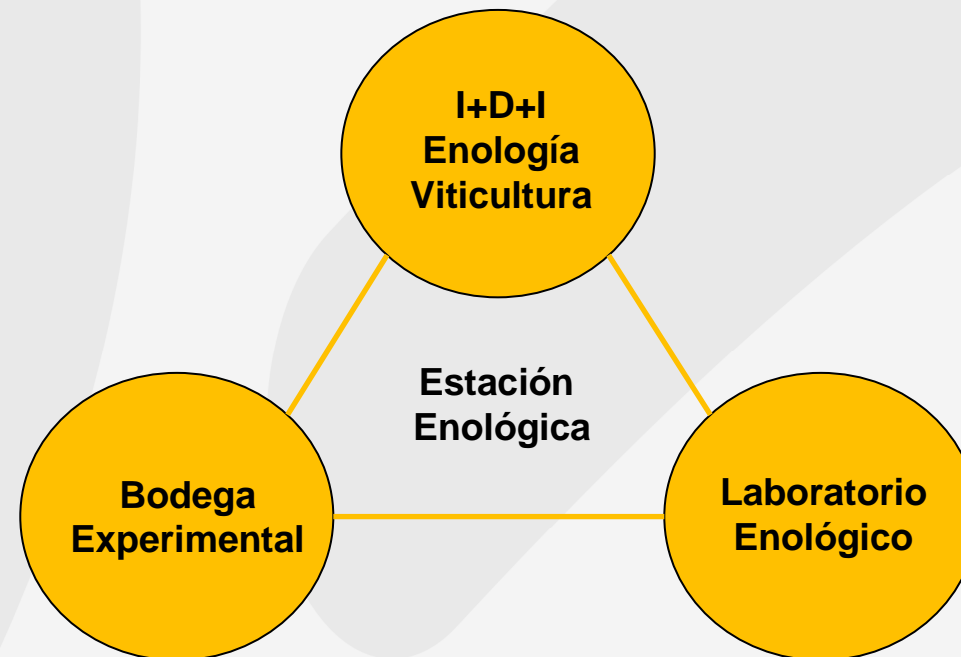 I+D+I
Enología
Viticultura
Estación
Enológica
Bodega
Experimental
Laboratorio
Enológico